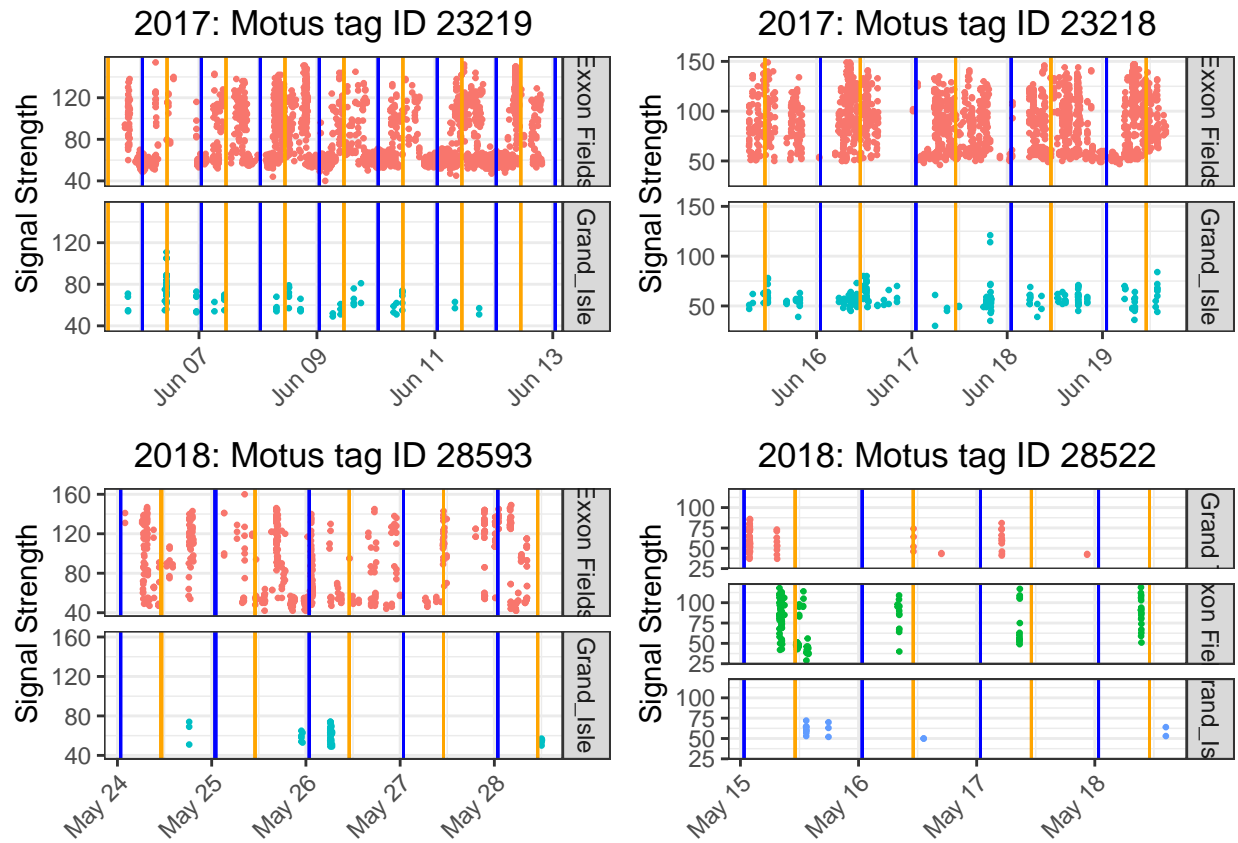 2017: Motus tag ID 23219
Signal Strength
120
80
40
Exxon Fields
120
80
40
Grand_Isle
Jun 07
Jun 09
Jun 11
Jun 13
2017: Motus tag ID 23218
Signal Strength
150
100
50
Exxon Fields
150
100
50
Grand_Isle
Jun 16
Jun 17
Jun 18
Jun 19
2018: Motus tag ID 28593
Signal Strength
160
120
80
40
Exxon Fields
160
120
80
40
Grand_Isle
May 24
May 25
May 26
May 27
May 28
2018: Motus tag ID 28522
Signal Strength
100
75
50
25
Grand
100
75
50
25
xon Fie
100
75
50
25
rand_Is
May 15
May 16
May 17
May 18